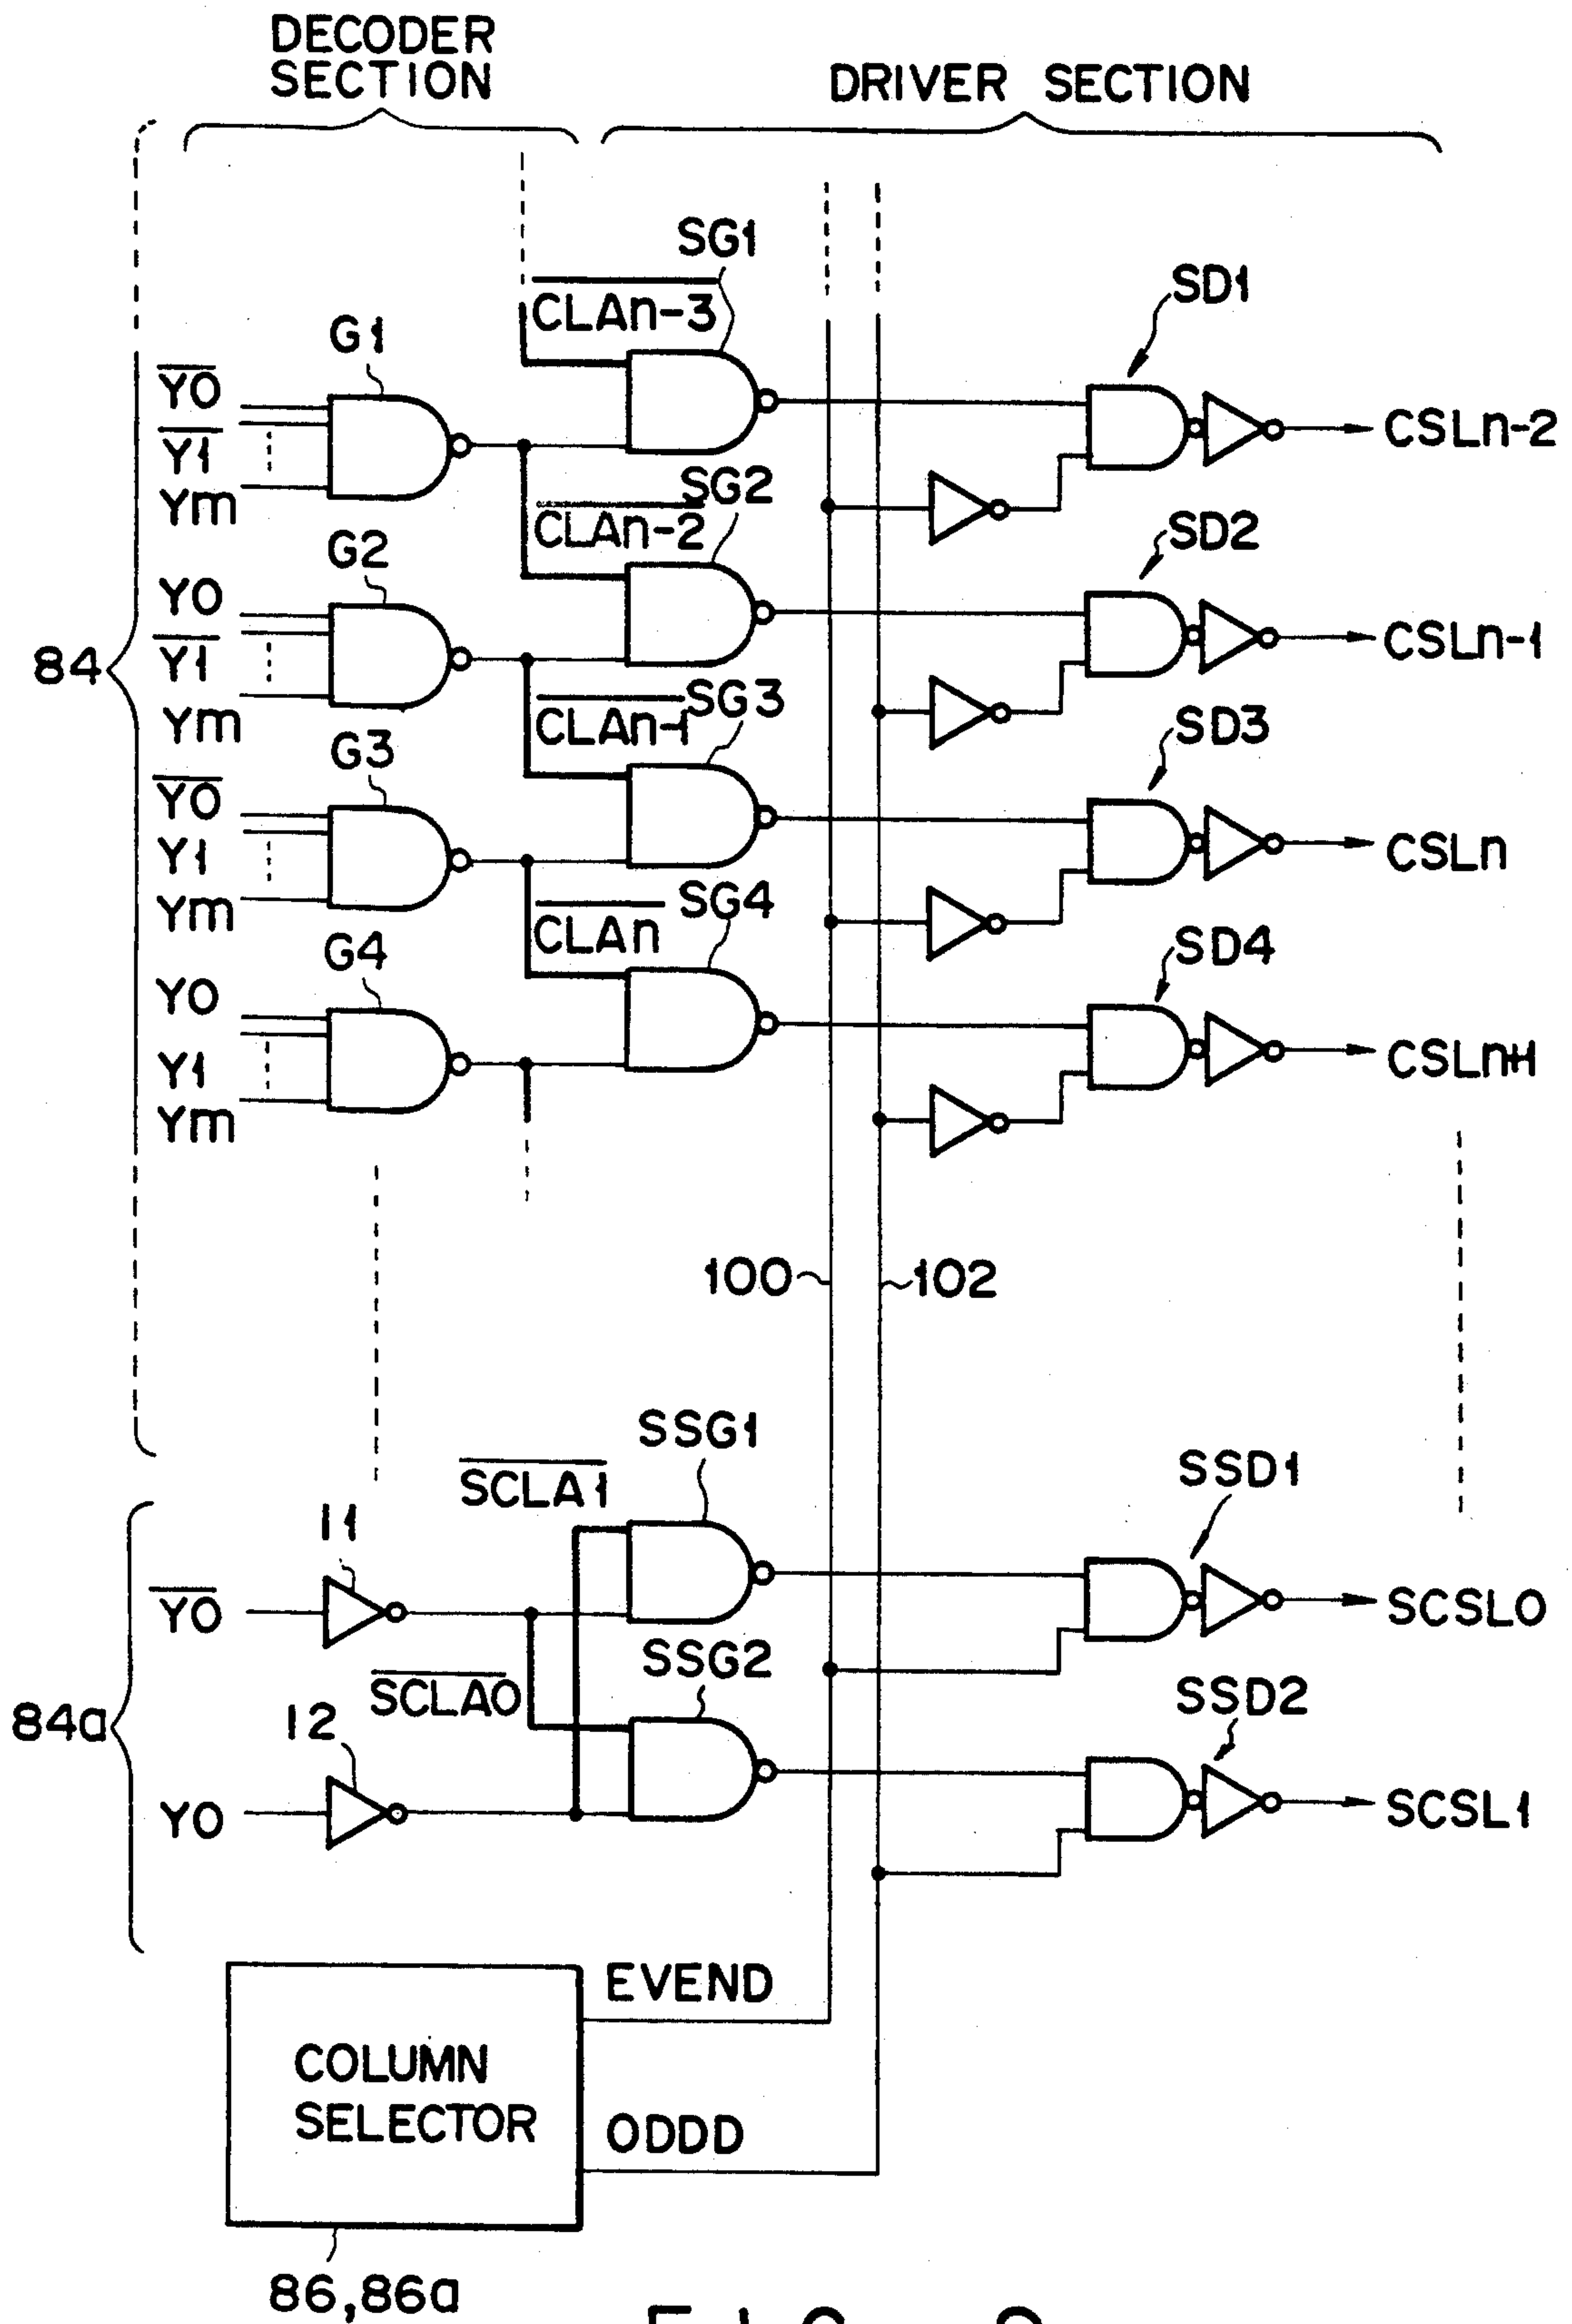 DECODER
SECTION
DRIVER SECTION
SG1
CLAn-3
SD1
G1
Y0
Y1
Ym
CSLn-2
SG2
CLAn-2
SD2
G2
Y0
Y1
Ym
CSLn-1
84
SG3
CLAn-1
SD3
G3
Y0
Y1
Ym
CSLn
SG4
CLAn
SD4
G4
Y0
Y1
Ym
CSLn+1
100
102
SSG1
SCLA1
SSD1
I1
Y0
SCSL0
SSG2
SCLA0
SSD2
84a
I2
Y0
SCSL1
EVEND
COLUMN
SELECTOR
ODDD
86,86a